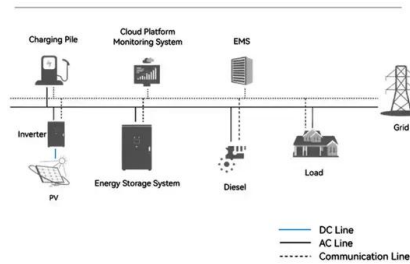 Charging Pile
Cloud Platform
Monitoring System
EMS
Grid
Inverter
PV
Energy Storage System
Diesel
Load
DC Line
AC Line
Communication Line